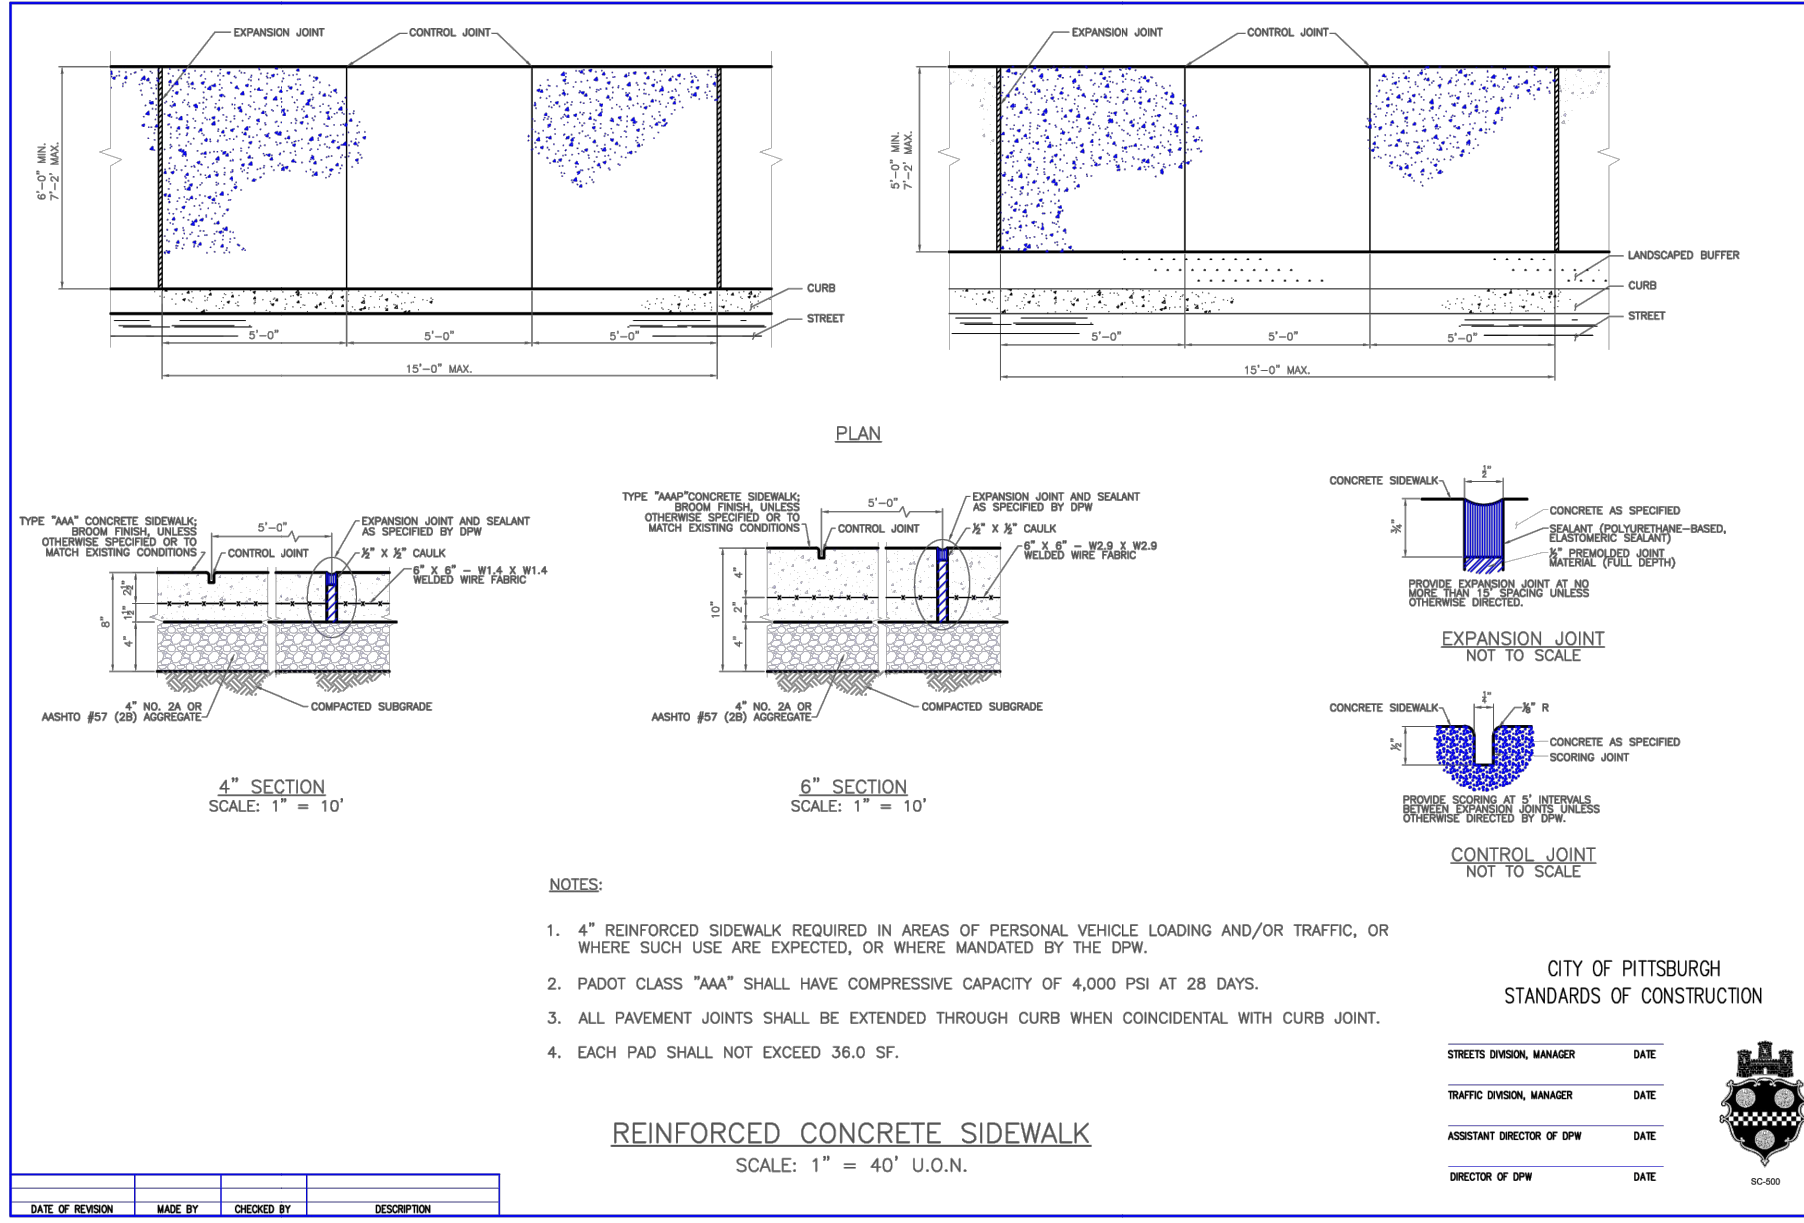 EXPANSION JOINT
CONTROL JOINT
6'-0" MIN.
7'-2' MAX.
CURB
STREET
5'-0"
5'-0"
5'-0"
15'-0" MAX.
EXPANSION JOINT
CONTROL JOINT
5'-0" MIN.
7'-2' MAX.
LANDSCAPED BUFFER
CURB
STREET
5'-0"
5'-0"
5'-0"
15'-0" MAX.
PLAN
TYPE "AAA" CONCRETE SIDEWALK;
BROOM FINISH, UNLESS
OTHERWISE SPECIFIED OR TO
MATCH EXISTING CONDITIONS
5'-0"
CONTROL JOINT
EXPANSION JOINT AND SEALANT
AS SPECIFIED BY DPW
½" X ½" CAULK
6" X 6" – W1.4 X W1.4
WELDED WIRE FABRIC
2½"
1½"
8"
4"
4" NO. 2A OR
AASHTO #57 (2B) AGGREGATE
COMPACTED SUBGRADE
4" SECTION
SCALE: 1" = 10'
TYPE "AAAP"CONCRETE SIDEWALK;
BROOM FINISH, UNLESS
OTHERWISE SPECIFIED OR TO
MATCH EXISTING CONDITIONS
5'-0"
CONTROL JOINT
EXPANSION JOINT AND SEALANT
AS SPECIFIED BY DPW
½" X ½" CAULK
6" X 6" – W2.9 X W2.9
WELDED WIRE FABRIC
4"
2"
10"
4"
4" NO. 2A OR
AASHTO #57 (2B) AGGREGATE
COMPACTED SUBGRADE
6" SECTION
SCALE: 1" = 10'
CONCRETE SIDEWALK
½"
¾"
CONCRETE AS SPECIFIED
SEALANT (POLYURETHANE–BASED,
ELASTOMERIC SEALANT)
½" PREMOLDED JOINT
MATERIAL (FULL DEPTH)
PROVIDE EXPANSION JOINT AT NO
MORE THAN 15' SPACING UNLESS
OTHERWISE DIRECTED.
EXPANSION JOINT
NOT TO SCALE
CONCRETE SIDEWALK
¼"
⅛" R
½"
CONCRETE AS SPECIFIED
SCORING JOINT
PROVIDE SCORING AT 5' INTERVALS
BETWEEN EXPANSION JOINTS UNLESS
OTHERWISE DIRECTED BY DPW.
CONTROL JOINT
NOT TO SCALE
NOTES:
1. 4" REINFORCED SIDEWALK REQUIRED IN AREAS OF PERSONAL VEHICLE LOADING AND/OR TRAFFIC, OR
WHERE SUCH USE ARE EXPECTED, OR WHERE MANDATED BY THE DPW.
2. PADOT CLASS "AAA" SHALL HAVE COMPRESSIVE CAPACITY OF 4,000 PSI AT 28 DAYS.
3. ALL PAVEMENT JOINTS SHALL BE EXTENDED THROUGH CURB WHEN COINCIDENTAL WITH CURB JOINT.
4. EACH PAD SHALL NOT EXCEED 36.0 SF.
REINFORCED CONCRETE SIDEWALK
SCALE: 1" = 40' U.O.N.
CITY OF PITTSBURGH
STANDARDS OF CONSTRUCTION
STREETS DIVISION, MANAGER DATE
TRAFFIC DIVISION, MANAGER DATE
ASSISTANT DIRECTOR OF DPW DATE
DIRECTOR OF DPW DATE
SC-500
DATE OF REVISION MADE BY CHECKED BY DESCRIPTION